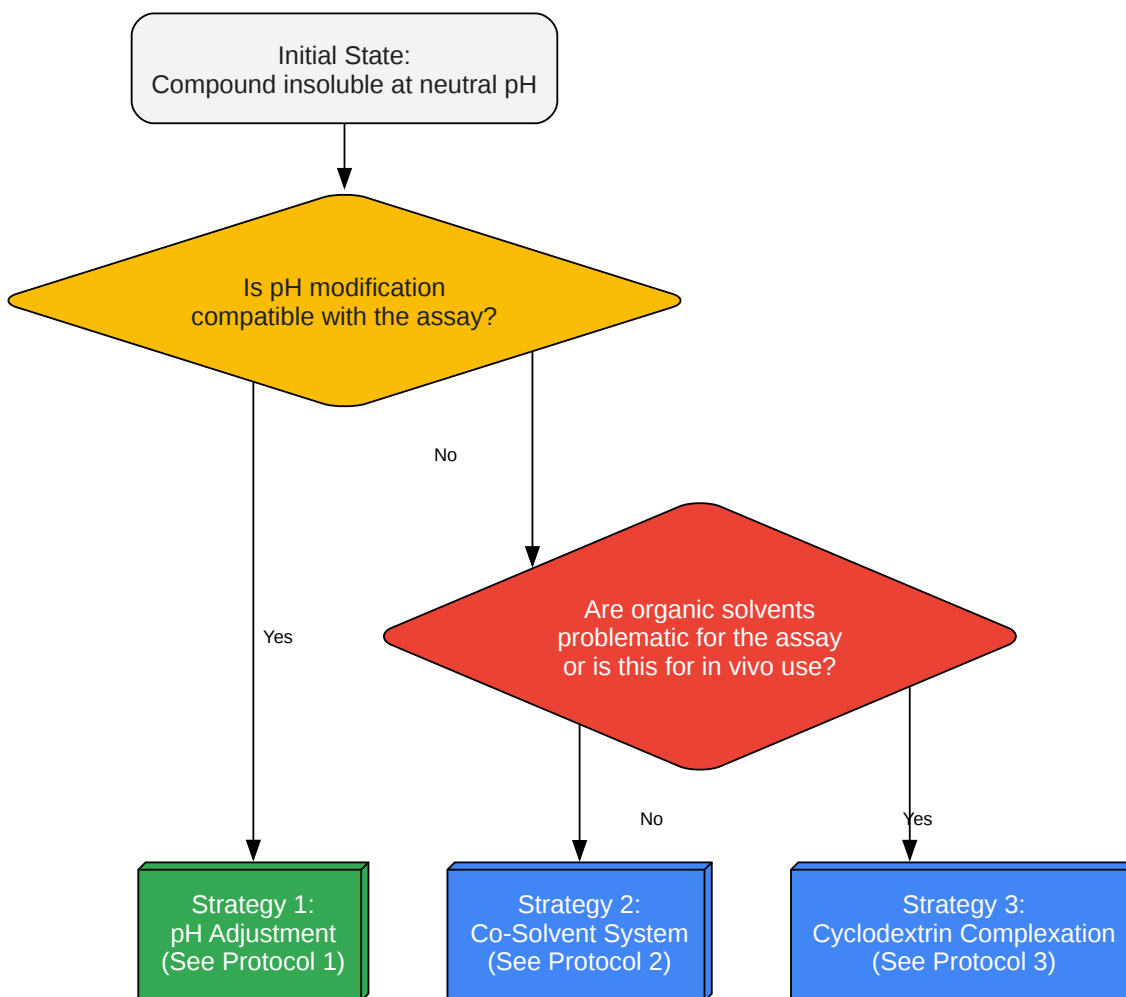 Initial State:
Compound insoluble at neutral pH
Is pH modification
compatible with the assay?
No
Are organic solvents
problematic for the assay
or is this for in vivo use?
Yes
No
Yes
Strategy 1:
pH Adjustment
(See Protocol 1)
Strategy 2:
Co-Solvent System
(See Protocol 2)
Strategy 3:
Cyclodextrin Complexation
(See Protocol 3)